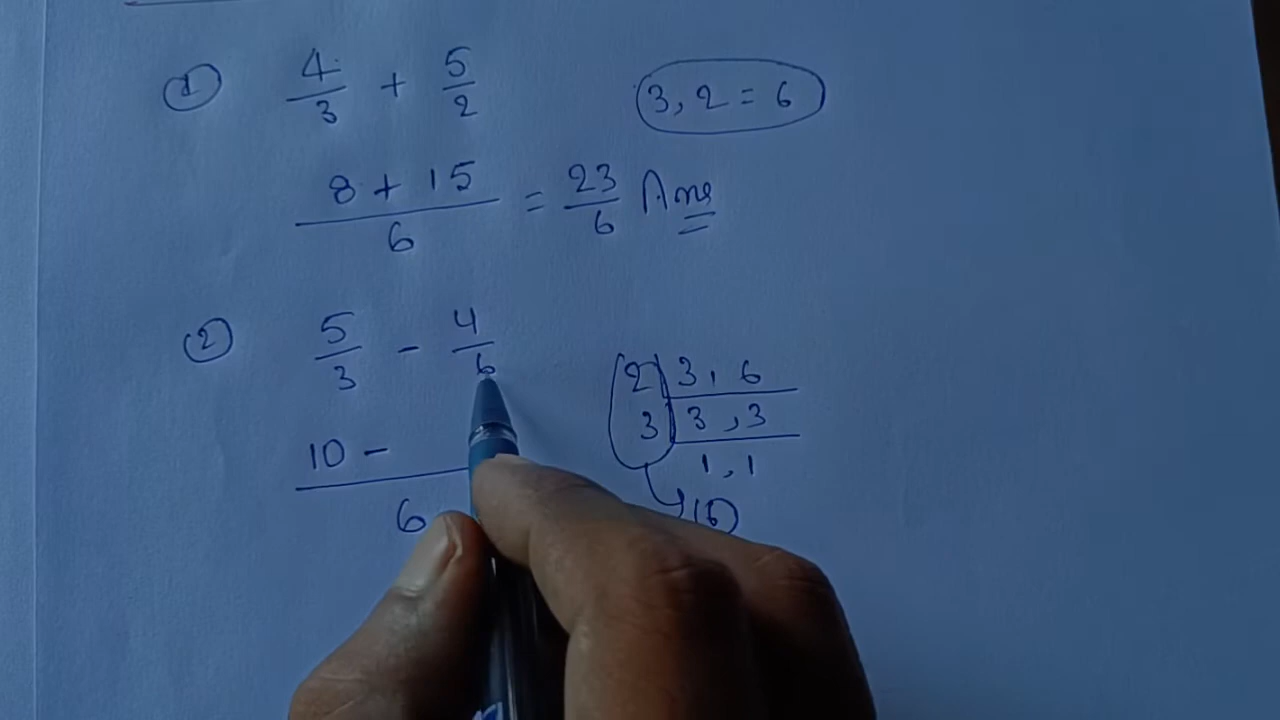 ① 4/3 + 5/2
3, 2 = 6
8 + 15/6 = 23/6 Ans
② 5/3 - 4/6
2 | 3, 6
3 | 3, 3
1, 1
6
10 -/6